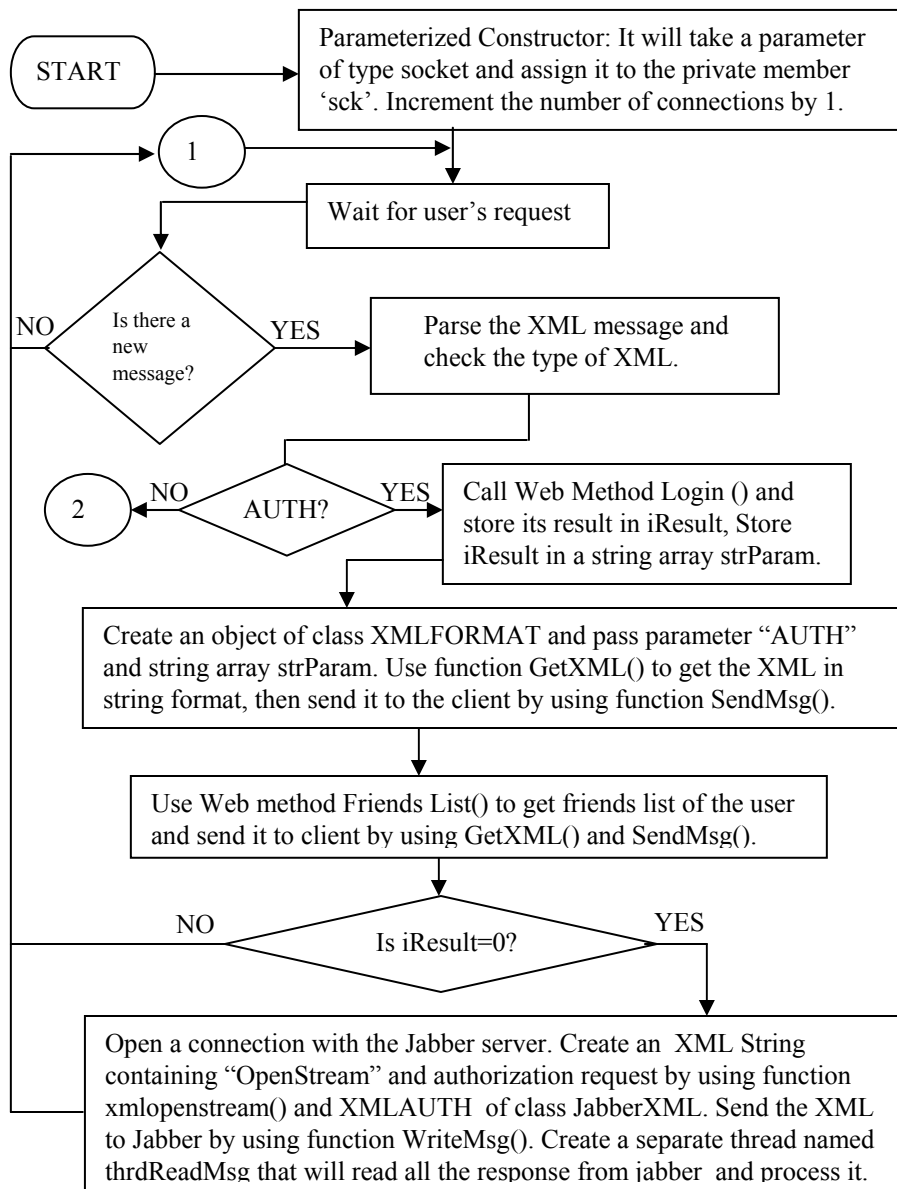 START
Parameterized Constructor: It will take a parameter
of type socket and assign it to the private member
‘sck’. Increment the number of connections by 1.
1
Wait for user’s request
NO
Is there a
new
message?
YES
Parse the XML message and
check the type of XML.
2
NO
AUTH?
YES
Call Web Method Login () and
store its result in iResult, Store
iResult in a string array strParam.
Create an object of class XMLFORMAT and pass parameter “AUTH”
and string array strParam. Use function GetXML() to get the XML in
string format, then send it to the client by using function SendMsg().
Use Web method Friends List() to get friends list of the user
and send it to client by using GetXML() and SendMsg().
NO
Is iResult=0?
YES
Open a connection with the Jabber server. Create an XML String
containing “OpenStream” and authorization request by using function
xmlopenstream() and XMLAUTH of class JabberXML. Send the XML
to Jabber by using function WriteMsg(). Create a separate thread named
thrdReadMsg that will read all the response from jabber and process it.